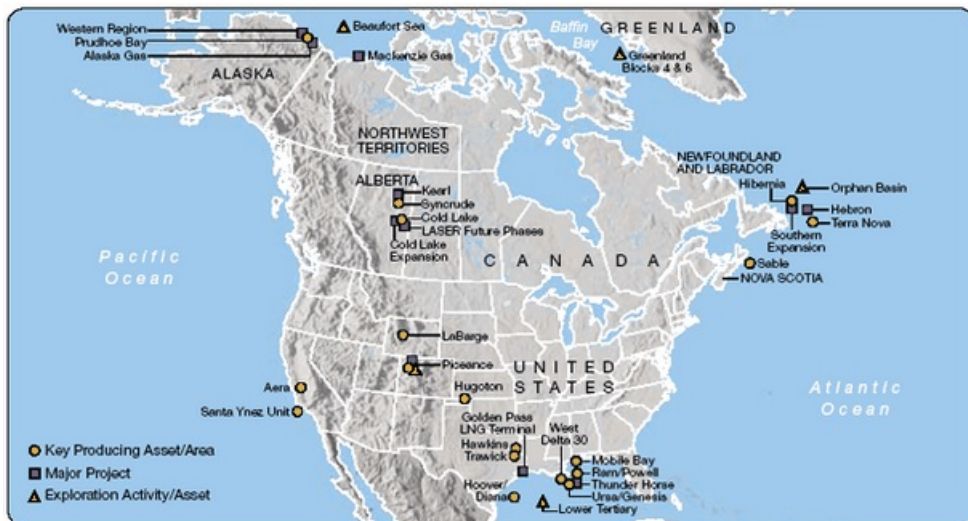 Western Region
Prudhoe Bay
Alaska Gas
ALASKA
Beaufort Sea
Mackenzie Gas
Baffin
Bay
GREENLAND
Greenland
Blocks 4 & 6
NORTHWEST
TERRITORIES
ALBERTA
Kearl
Syncrude
Cold Lake
LASER Future Phases
Cold Lake
Expansion
NEWFOUNDLAND
AND LABRADOR
Hibernia
Orphan Basin
Hebron
Terra Nova
Southern
Expansion
Sable
NOVA SCOTIA
CANADA
Pacific
Ocean
LaBarge
Piceance
UNITED
STATES
Hugoton
Aera
Santa Ynez Unit
Atlantic
Ocean
Golden Pass
LNG Terminal
West
Delta 30
Hawkins
Trawick
Mobile Bay
Ram/Powell
Thunder Horse
Ursa/Genesis
Hoover/
Diana
Lower Tertiary
Key Producing Asset/Area
Major Project
Exploration Activity/Asset